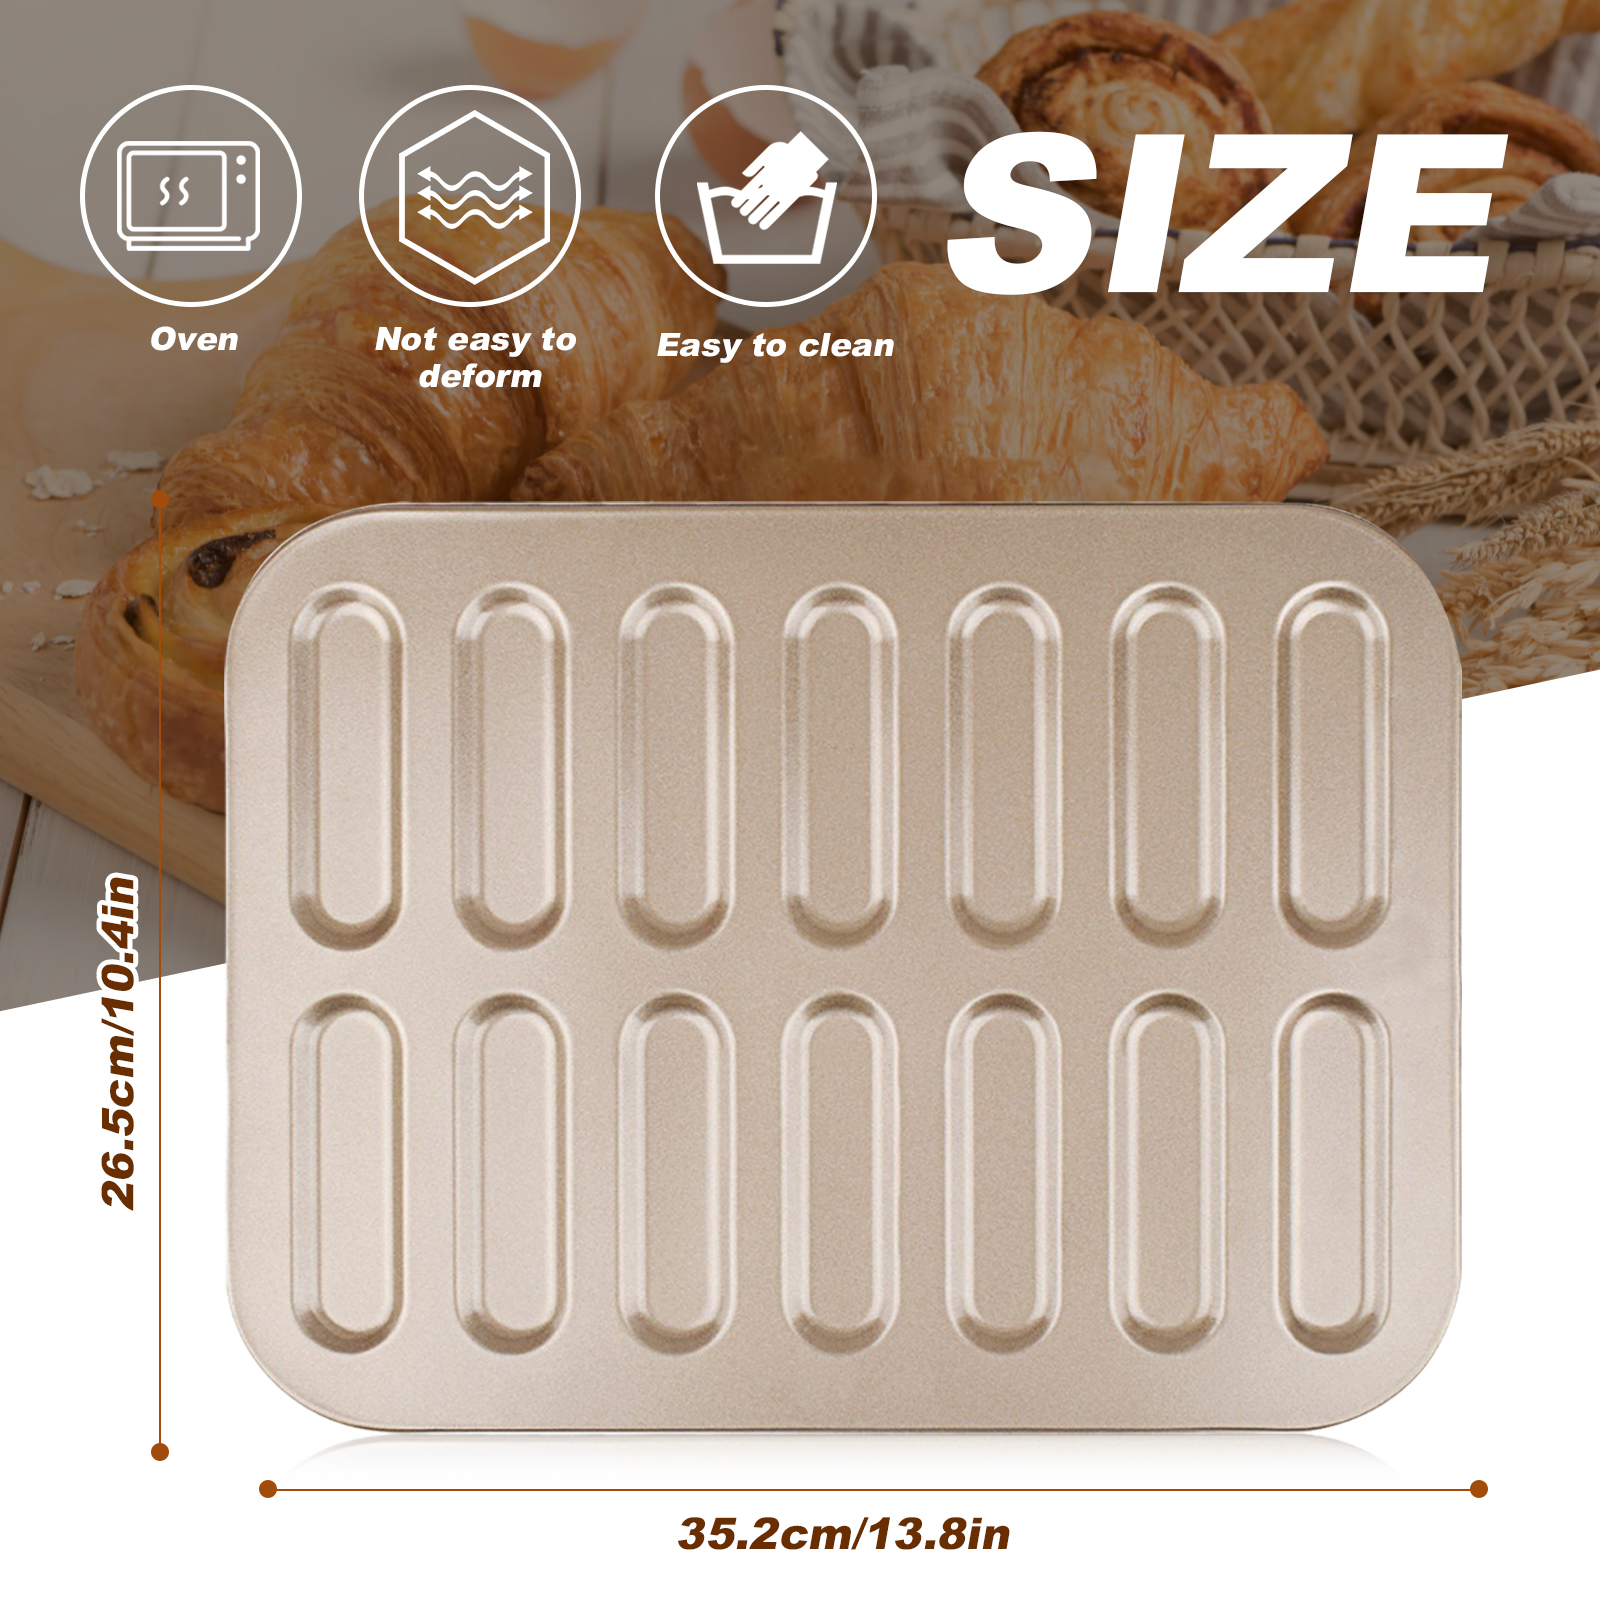 SIZE
Oven
Not easy to
deform
Easy to clean
26.5cm/10.4in
35.2cm/13.8in